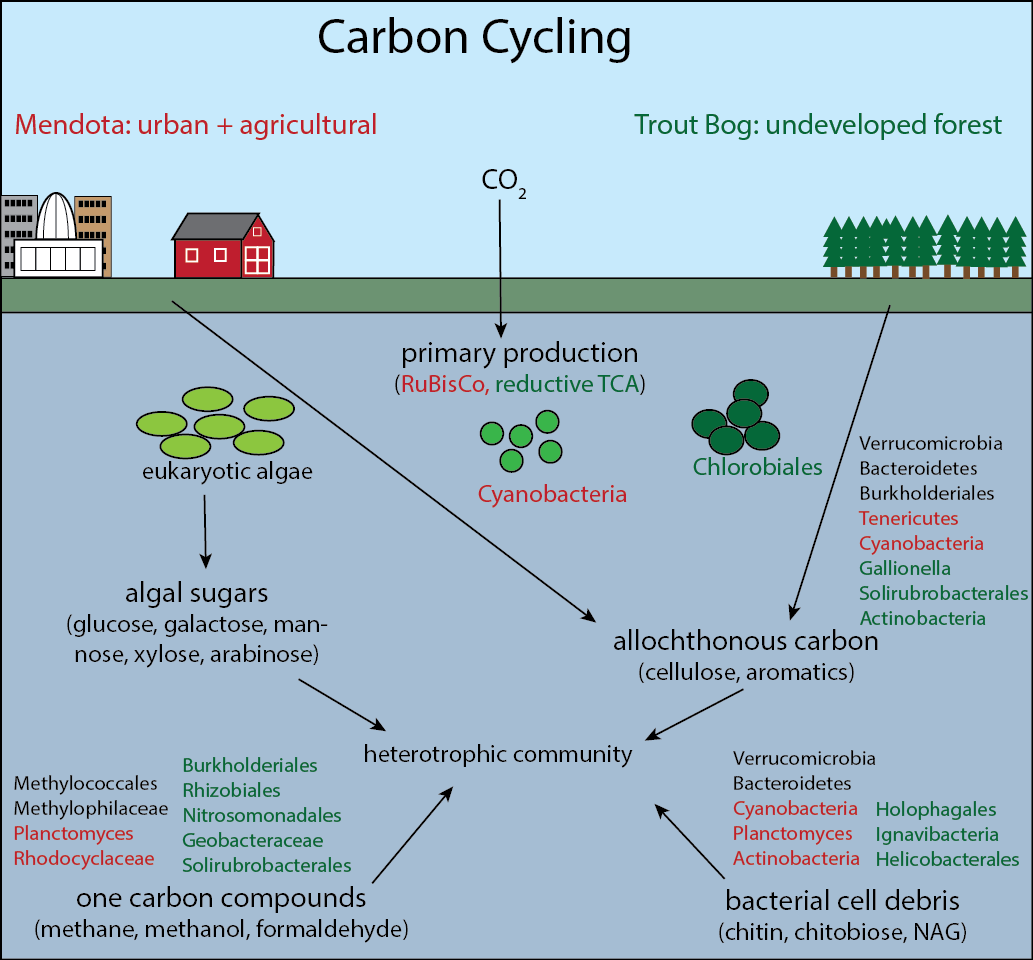 Carbon Cycling
Mendota: urban + agricultural
Trout Bog: undeveloped forest
CO₂
primary production
(RuBisCo, reductive TCA)
eukaryotic algae
Cyanobacteria
Chlorobiales
Verrucomicrobia
Bacteroidetes
Burkholderiales
Tenericutes
Cyanobacteria
Gallionella
Solirubrobacterales
Actinobacteria
algal sugars
(glucose, galactose, man-
nose, xylose, arabinose)
allochthonous carbon
(cellulose, aromatics)
heterotrophic community
Methylococcales
Methylophilaceae
Planctomyces
Rhodocyclaceae
Burkholderiales
Rhizobiales
Nitrosomonadales
Geobacteraceae
Solirubrobacterales
one carbon compounds
(methane, methanol, formaldehyde)
Verrucomicrobia
Bacteroidetes
Cyanobacteria
Planctomyces
Actinobacteria
Holophagales
Ignavibacteria
Helicobacterales
bacterial cell debris
(chitin, chitobiose, NAG)